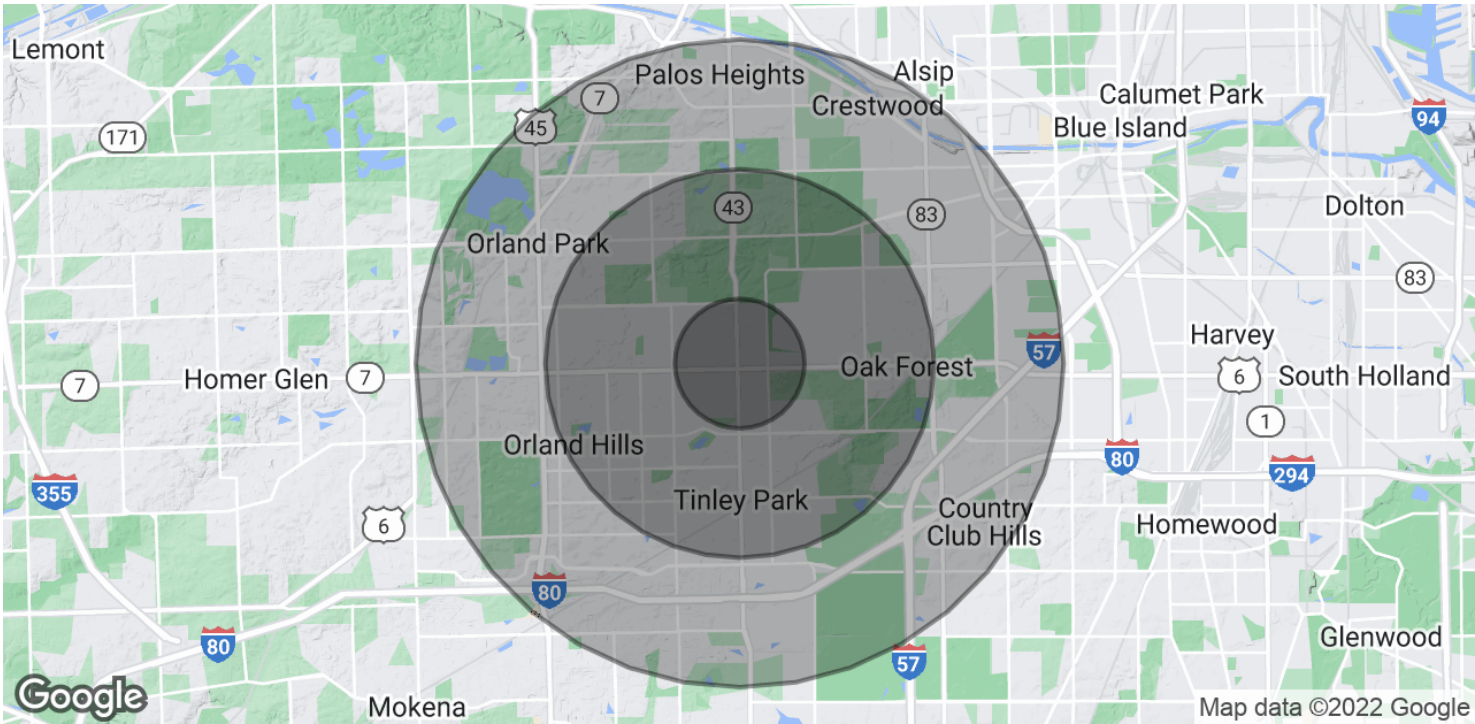 Lemont
Palos Heights
Alsip
7
Crestwood
Calumet Park
94
45
Blue Island
171
43
Dolton
83
Orland Park
83
Harvey
57
Oak Forest
Homer Glen
7
7
6
South Holland
1
Orland Hills
80
294
355
Tinley Park
Country
Club Hills
6
Homewood
80
Glenwood
80
57
Google
Mokena
Map data ©2022 Google